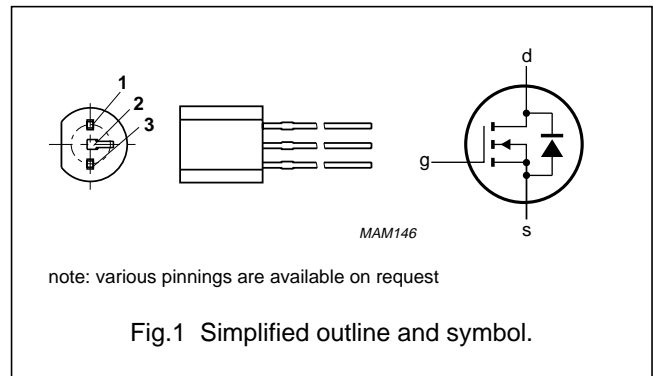 1
2
3
d
g
s
MAM146
note: various pinnings are available on request
Fig.1 Simplified outline and symbol.